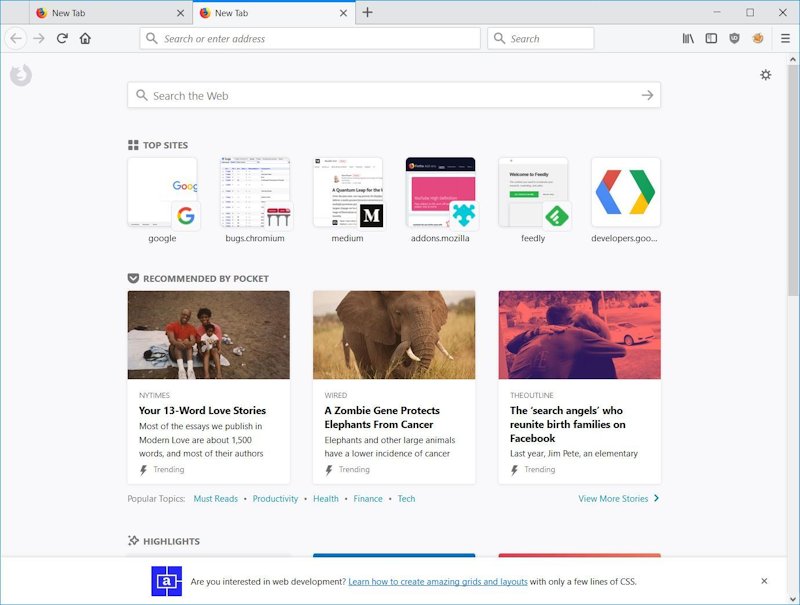 New Tab
New Tab
Search or enter address
Search
Search the Web
TOP SITES
Goog
Welcome to Feedly
google
bugs.chromium
medium
addons.mozilla
feedly
developers.goo...
RECOMMENDED BY POCKET
NYTIMES
Your 13-Word Love Stories
Most of the essays we publish in
Modern Love are about 1,500
words, and most of their authors
Trending
WIRED
A Zombie Gene Protects
Elephants From Cancer
Elephants and other large animals
have a lower incidence of cancer
Trending
THEOUTLINE
The ‘search angels’ who
reunite birth families on
Facebook
Last year, Jim Pete, an elementary
Trending
Popular Topics: Must Reads • Productivity • Health • Finance • Tech
View More Stories
HIGHLIGHTS
Are you interested in web development? Learn how to create amazing grids and layouts with only a few lines of CSS.